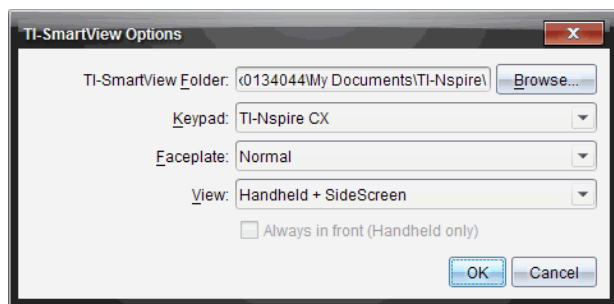 TI-SmartView Options
TI-SmartView Folder: x0134044\My Documents\TI-Nspire\ Browse...
Keypad: TI-Nspire CX
Faceplate: Normal
View: Handheld + SideScreen
Always in front (Handheld only)
OK Cancel